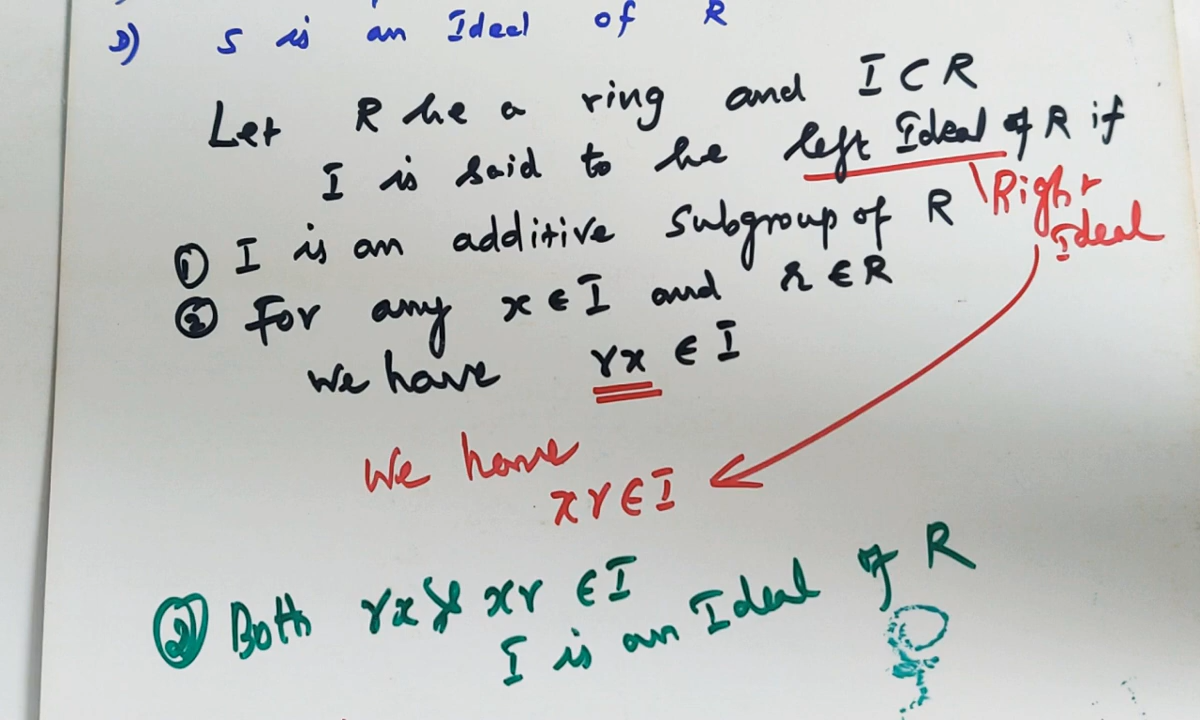 D) S is an Ideal of R
Let R be a ring and I ⊂ R
I is said to be left Ideal of R if
\ Right
Ideal
① I is an additive subgroup of R
② For any x ∈ I and r ∈ R
we have rx ∈ I
We have
xr ∈ I
② Both rx & xr ∈ I
I is an Ideal of R